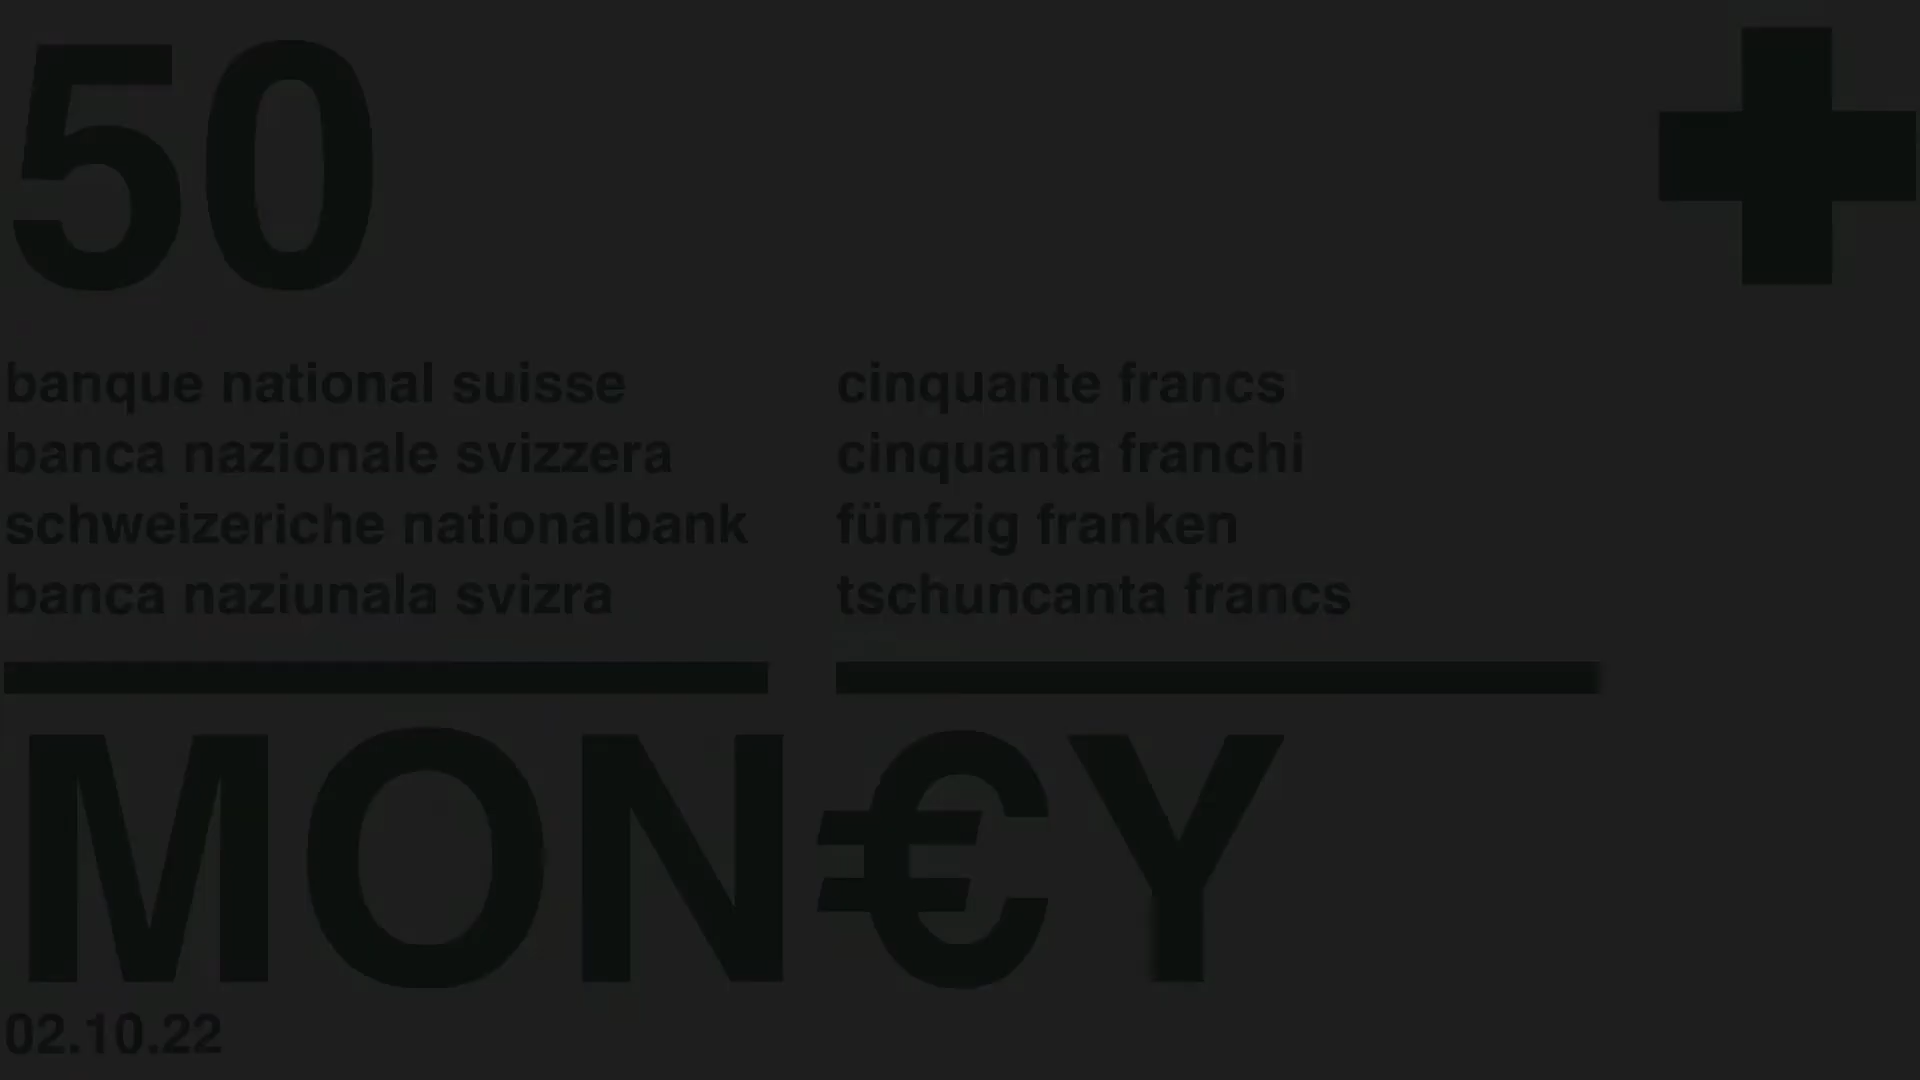 50
banque national suisse
banca nazionale svizzera
schweizeriche nationalbank
banca naziunala svizra
cinquante francs
cinquanta franchi
fünfzig franken
tschuncanta francs
MON€Y
02.10.22